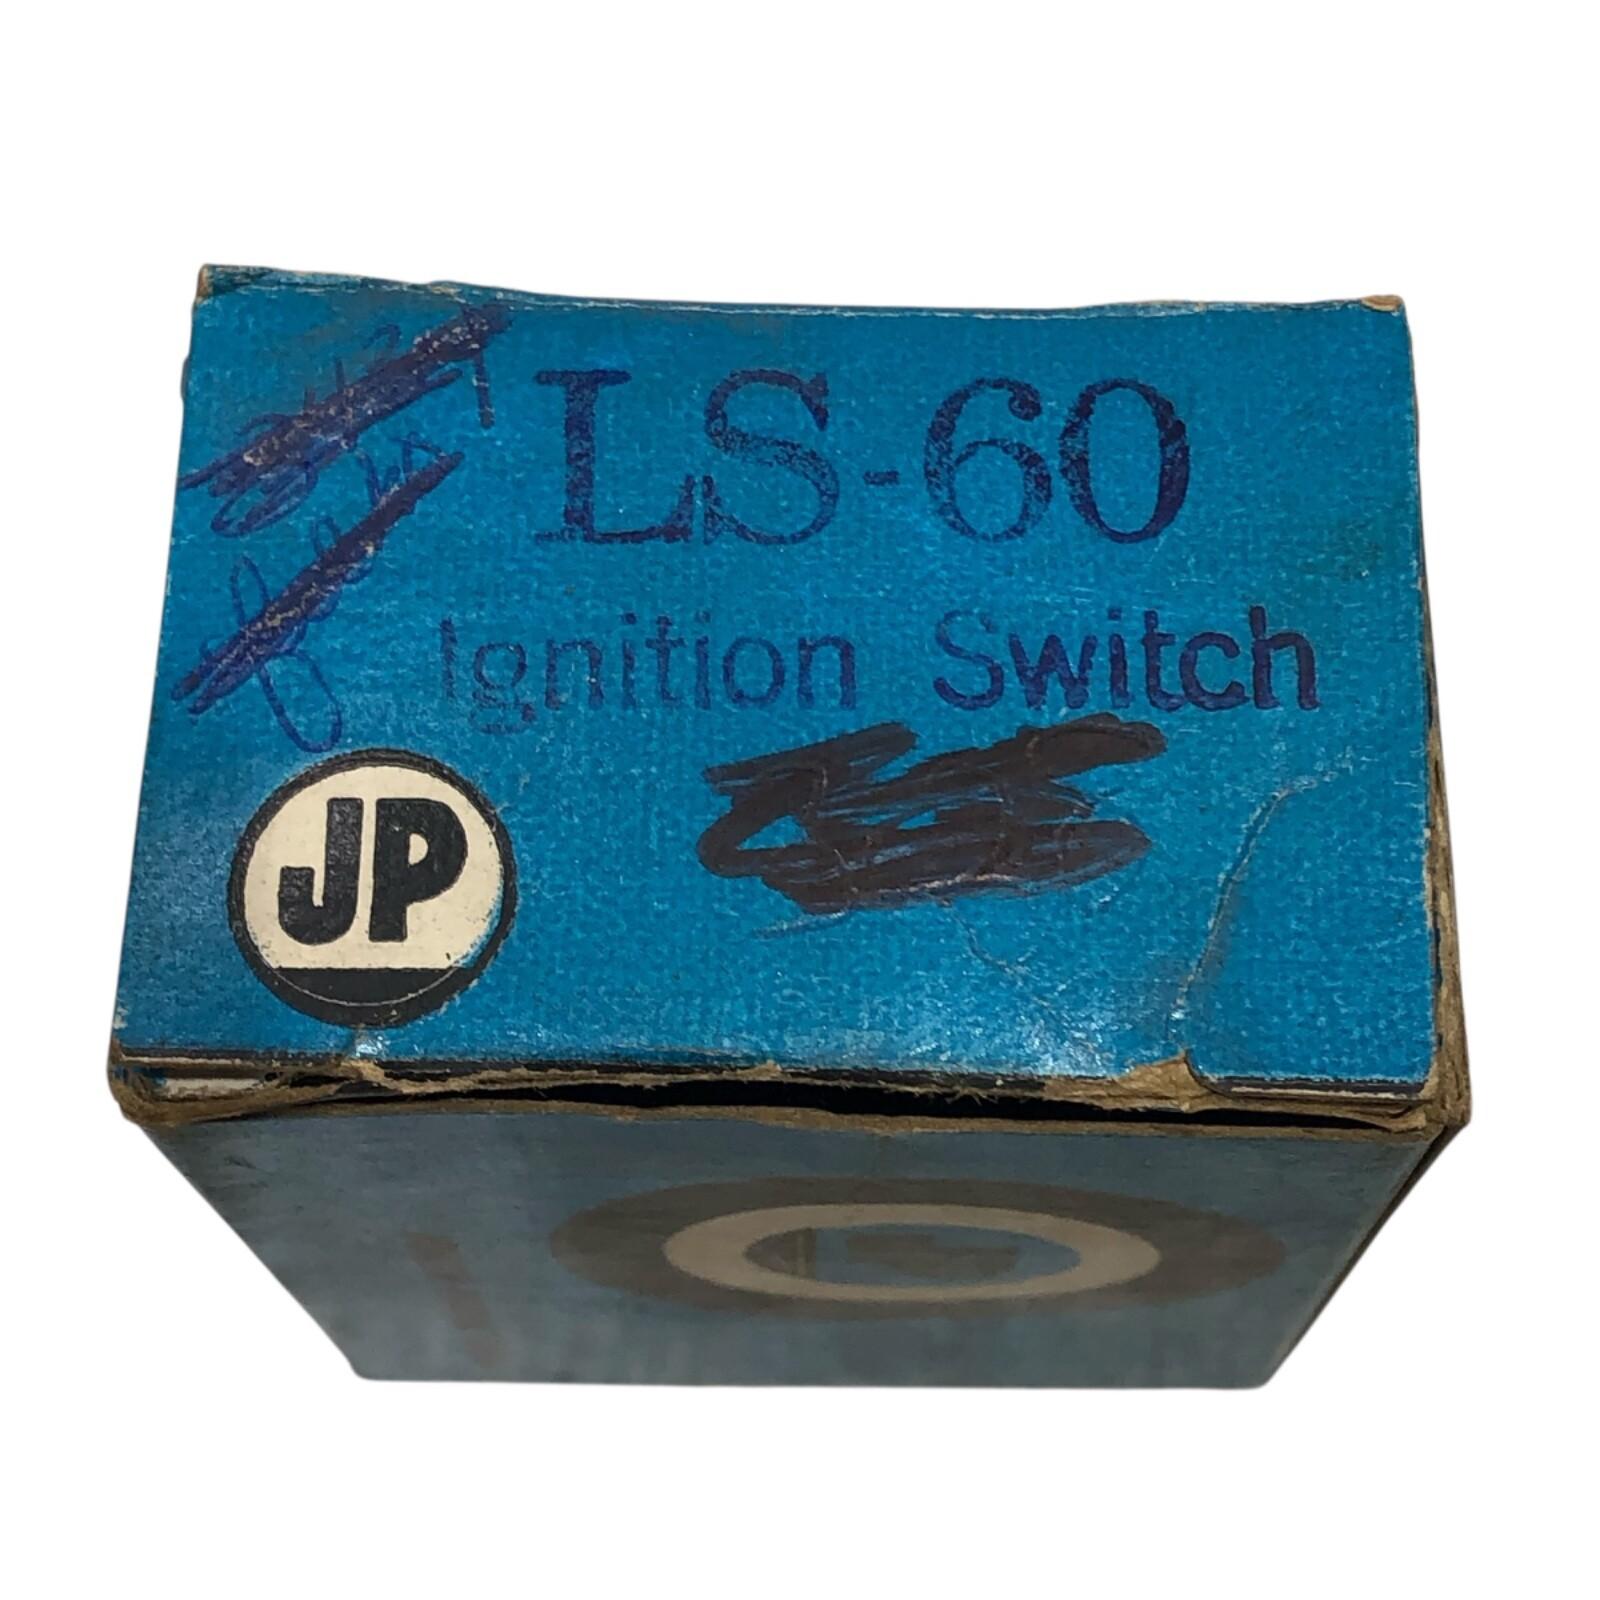 LS-60
Ignition Switch
JP